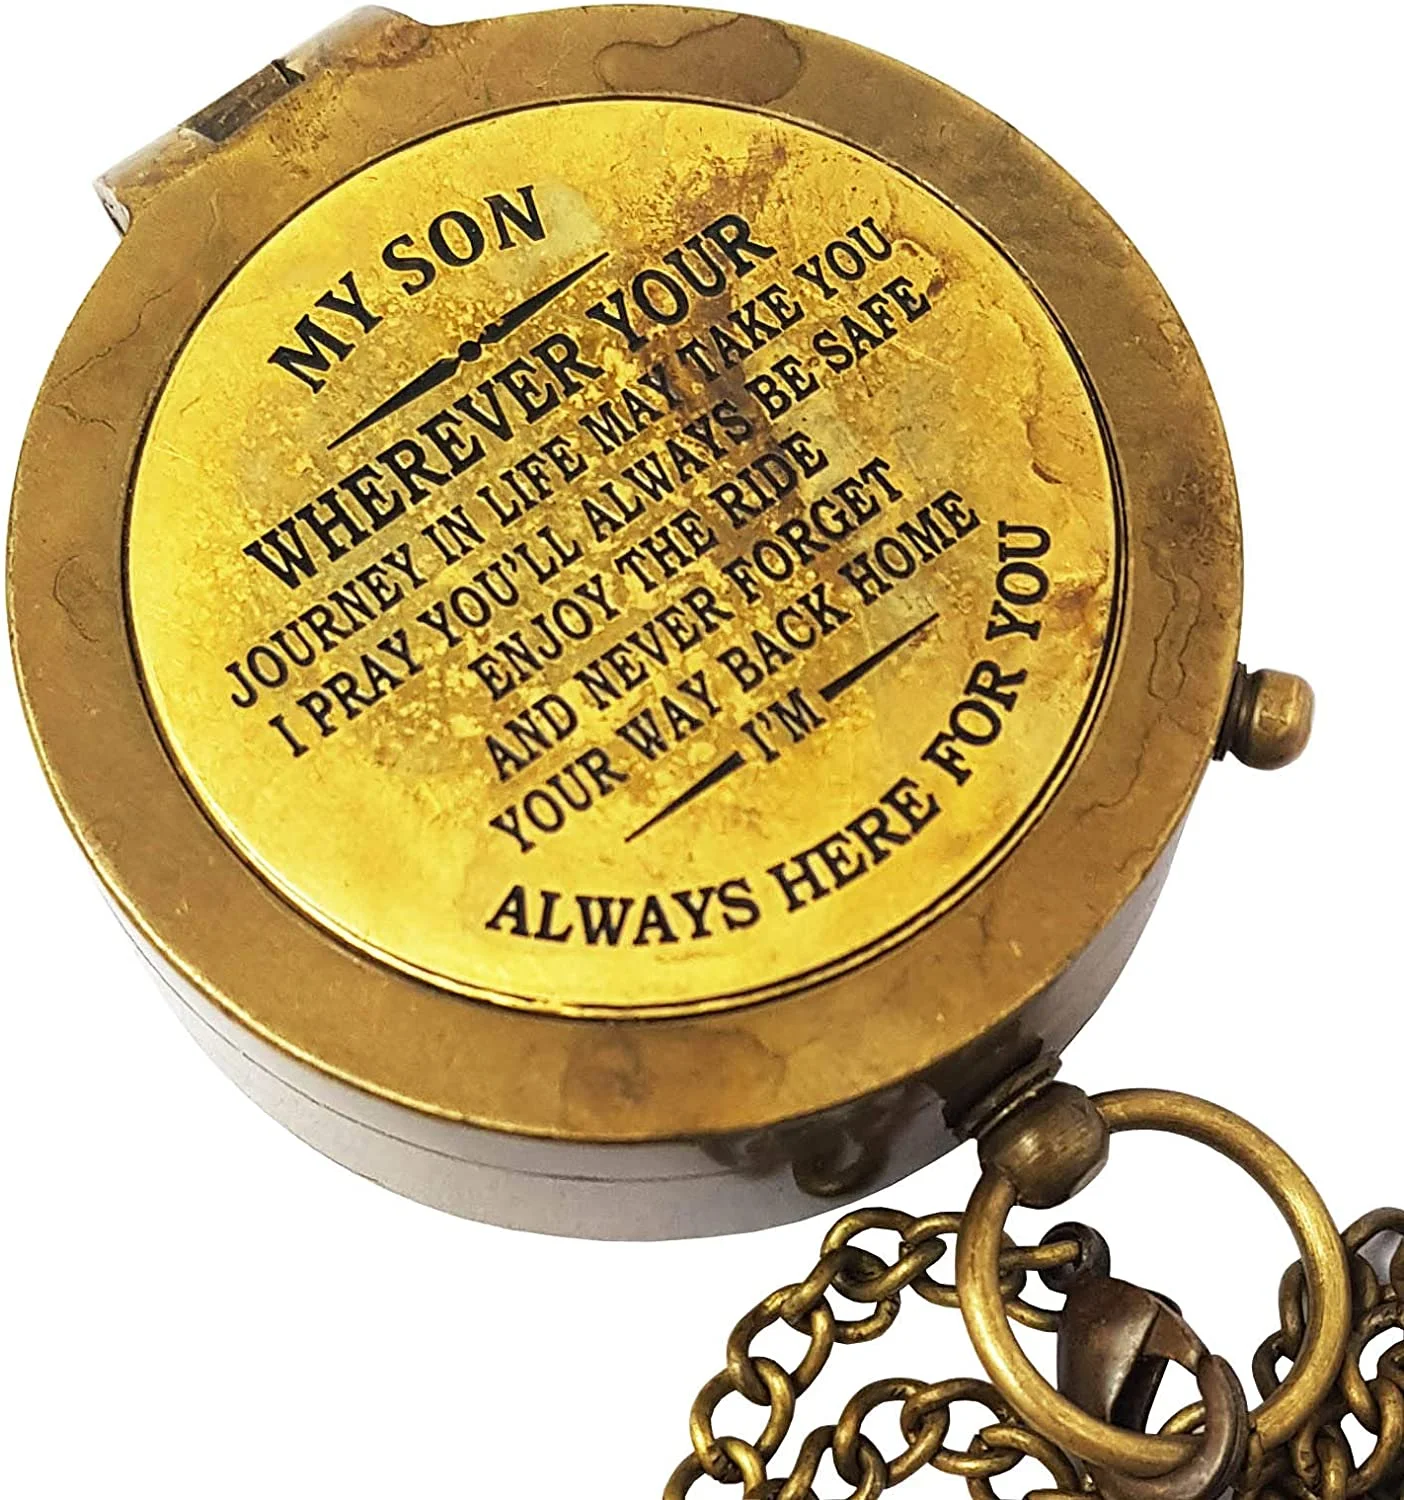 MY SON
WHEREVER YOUR
JOURNEY IN LIFE MAY TAKE YOU
I PRAY YOU'LL ALWAYS BE SAFE
ENJOY THE RIDE
AND NEVER FORGET
YOUR WAY BACK HOME
I'M
ALWAYS HERE FOR YOU